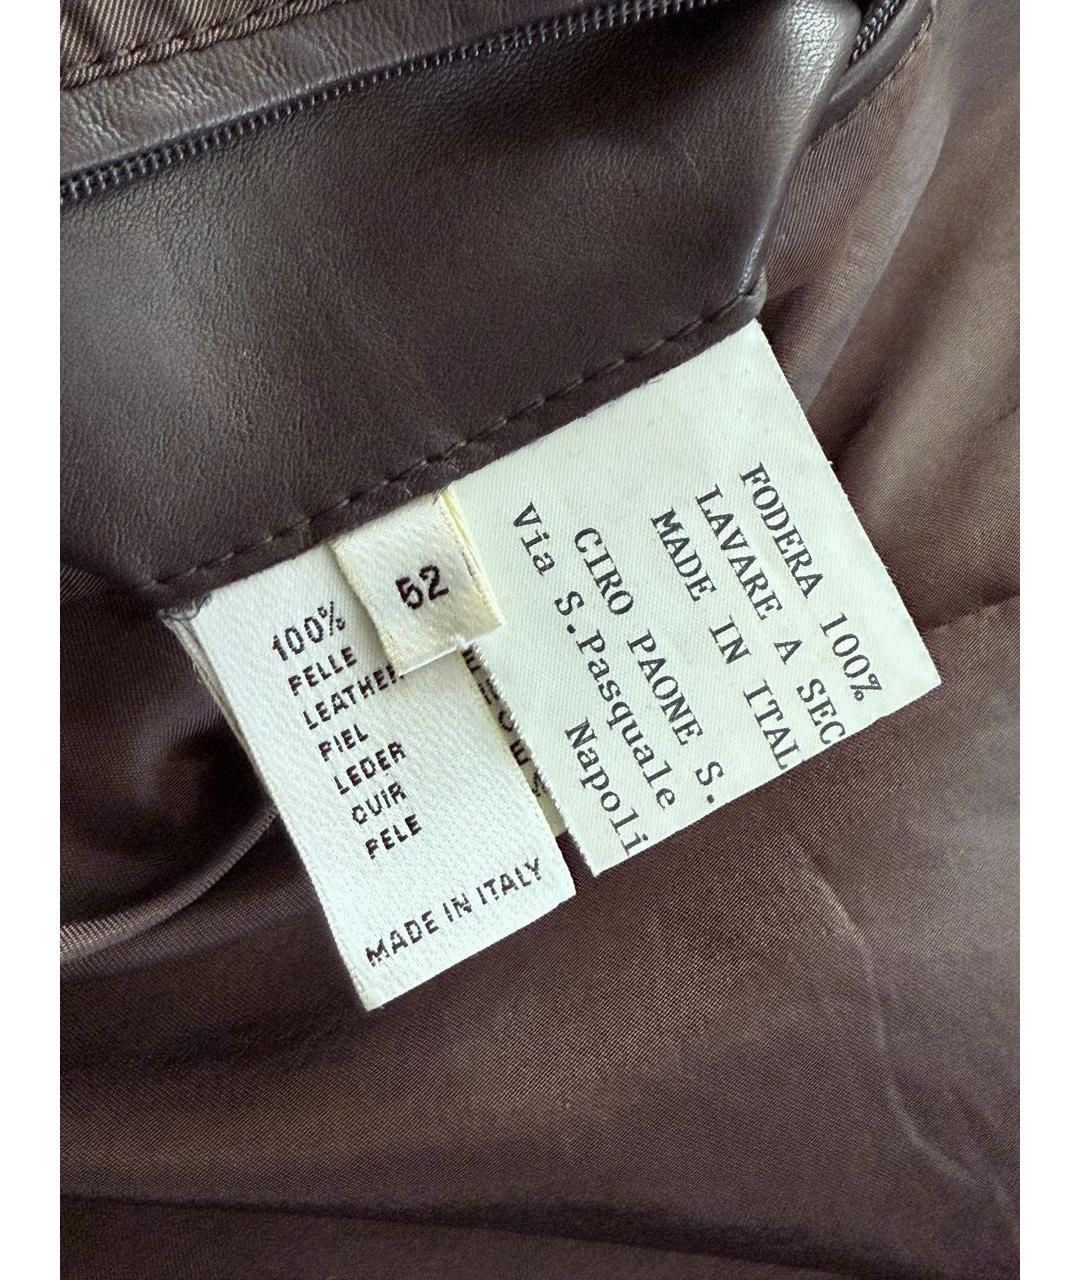 100%
PELLE
LEATHER
PIEL
LEDER
CUIR
PELE
MADE IN ITALY
52
FODERA 100%
LAVARE A SEC
MADE IN ITAL
CIRO PAONE S.
Via S.Pasquale
Napoli